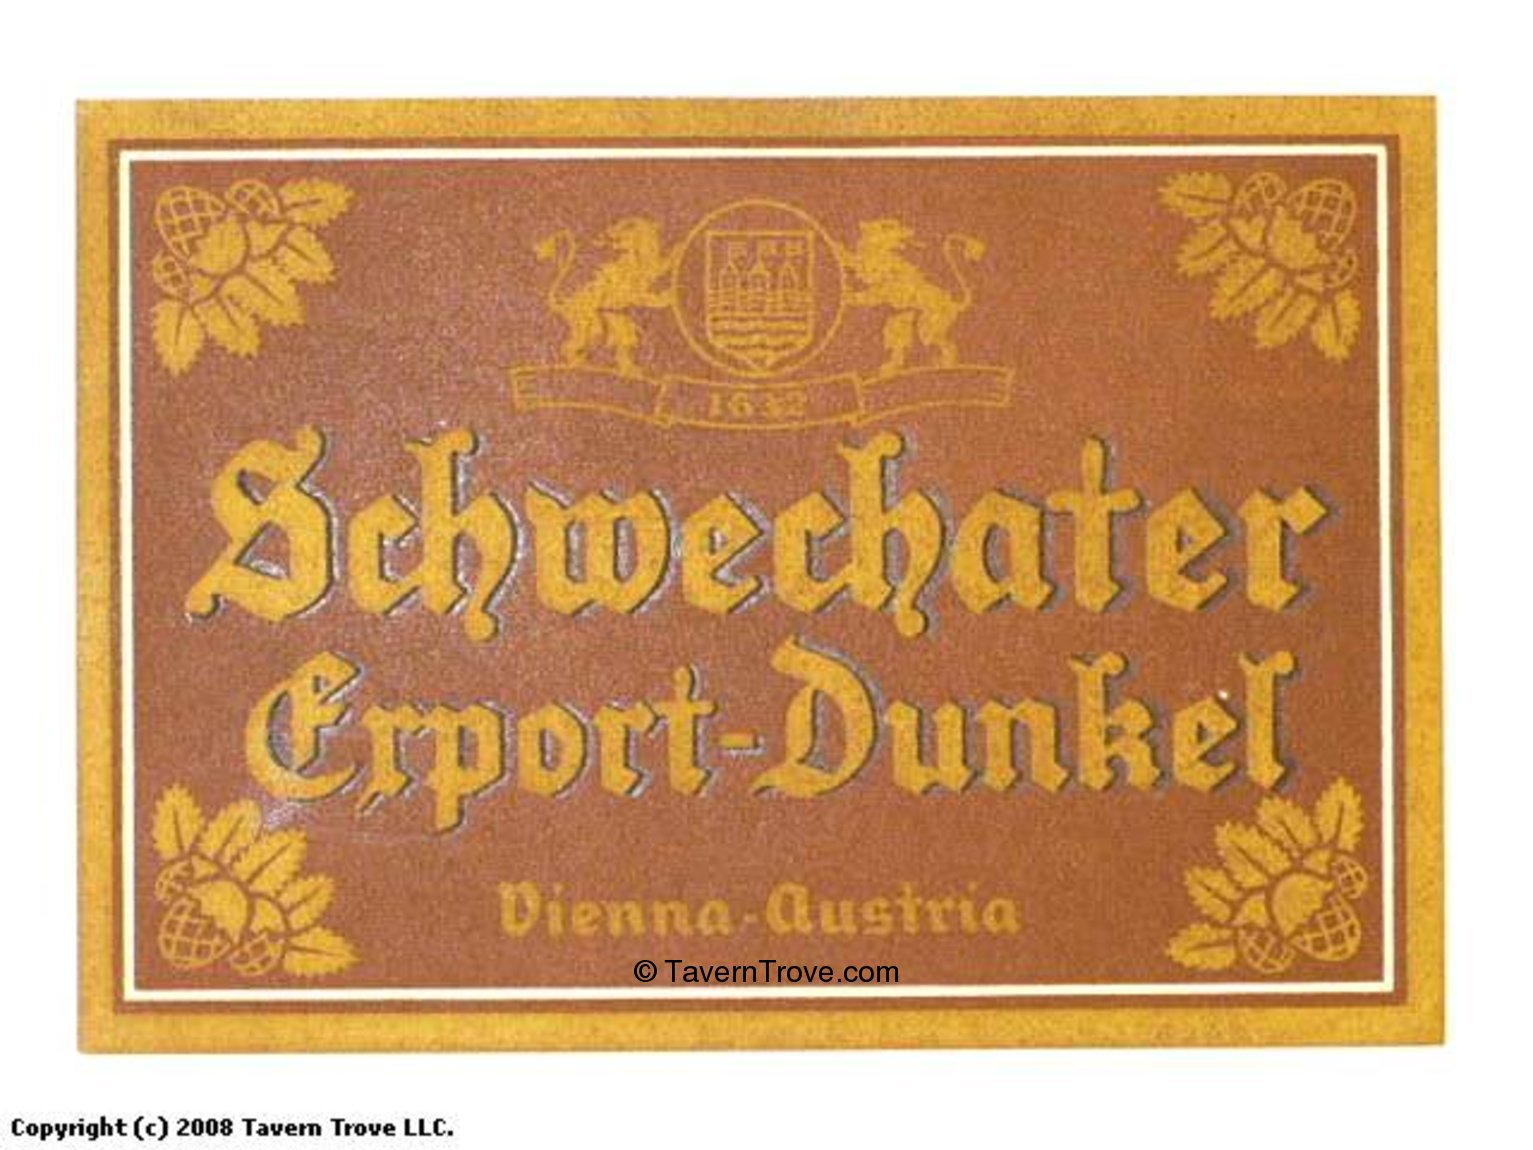 1632
Schwechater
Export-Dunkel
Vienna-Austria
© TavernTrove.com
Copyright (c) 2008 Tavern Trove LLC.